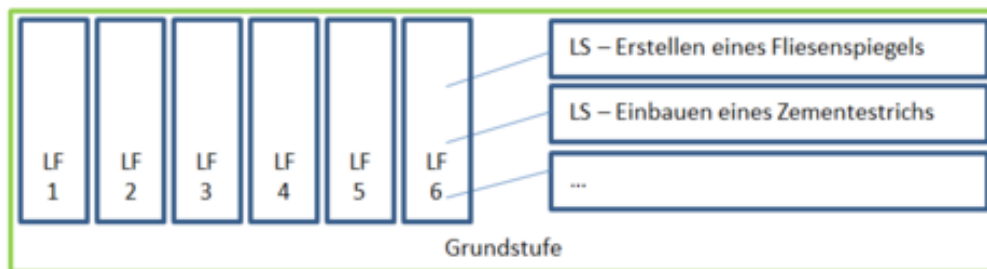 LS – Erstellen eines Fliesenspiegels
LS – Einbauen eines Zementestrichs
...
LF LF LF LF LF LF
1 2 3 4 5 6
Grundstufe